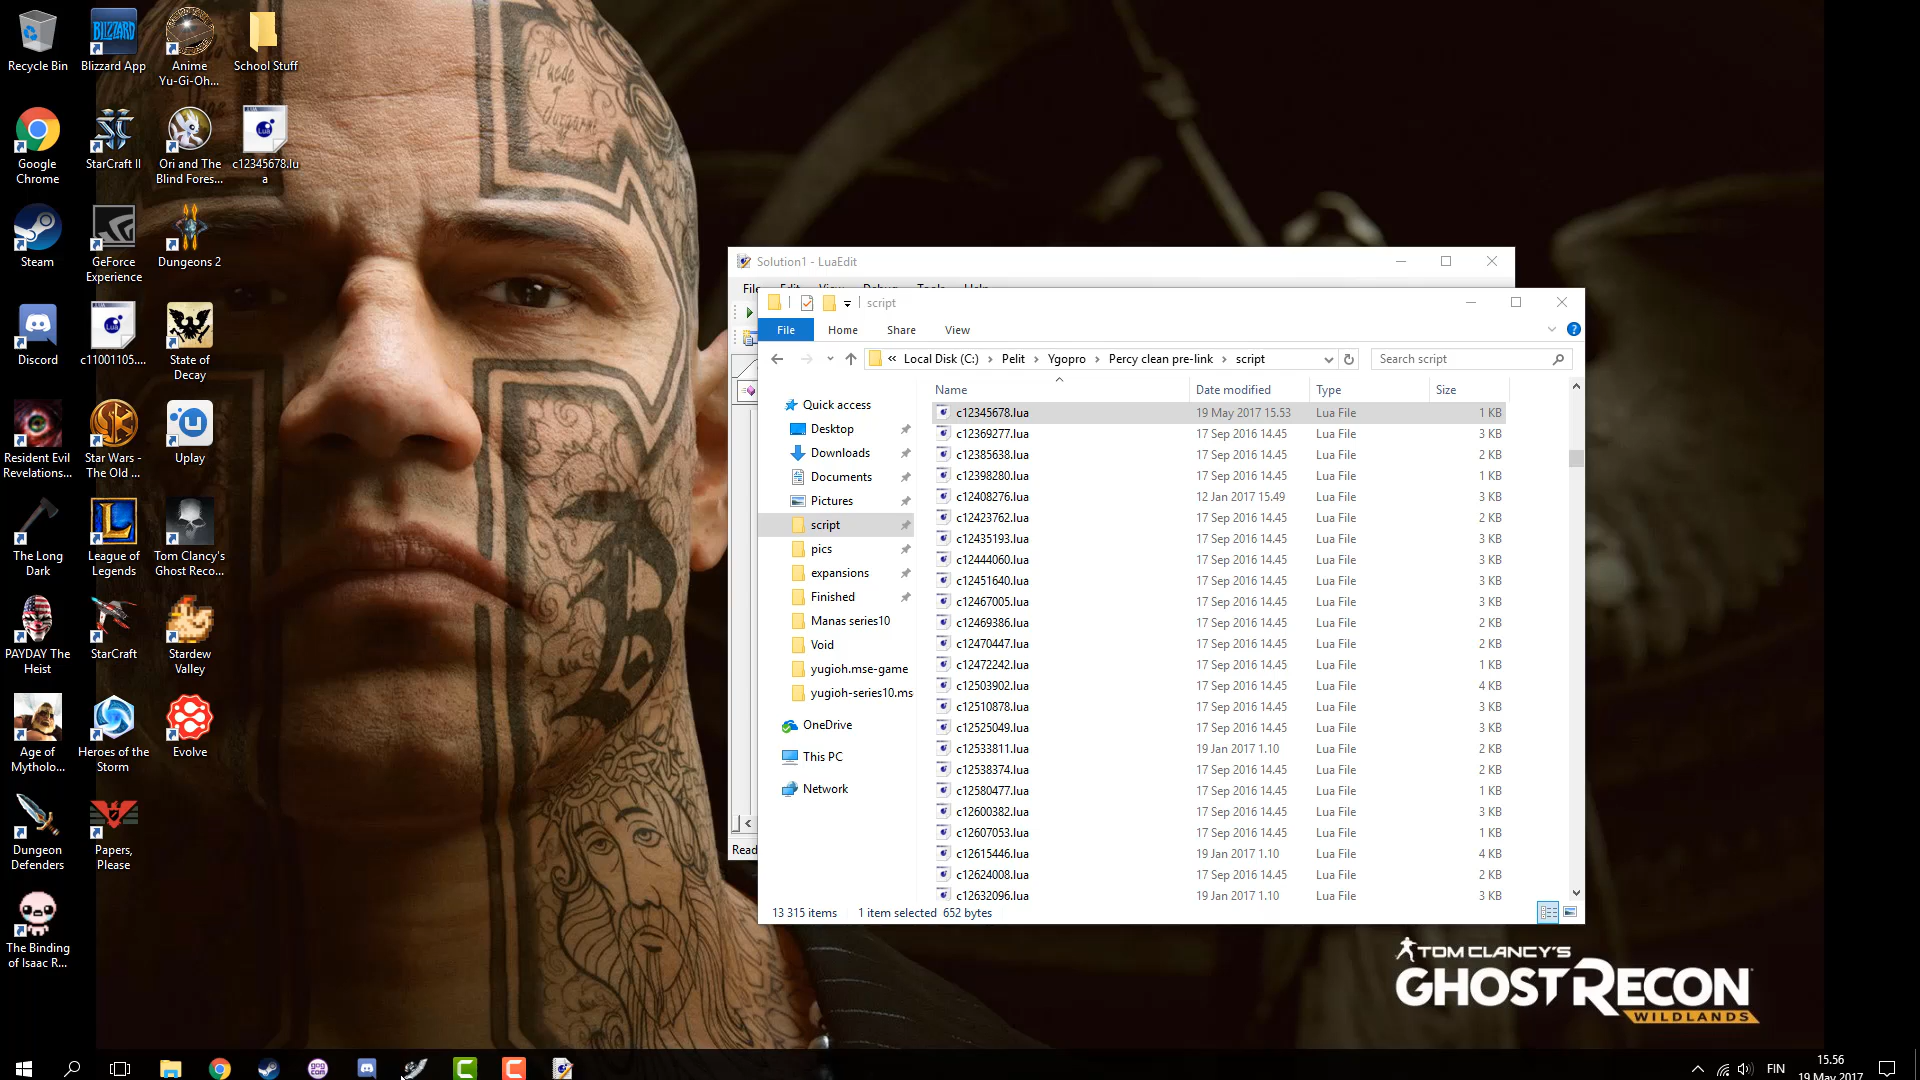 Recycle Bin
Blizzard App
Anime
Yu-Gi-Oh...
School Stuff
Google
Chrome
StarCraft II
Ori and The
Blind Fores...
c12345678.lu
a
Steam
GeForce
Experience
Dungeons 2
Discord
c11001105....
State of
Decay
Resident Evil
Revelations...
Star Wars -
The Old ...
Uplay
The Long
Dark
League of
Legends
Tom Clancy's
Ghost Reco...
PAYDAY The
Heist
StarCraft
Stardew
Valley
Age of
Mytholo...
Heroes of the
Storm
Evolve
Dungeon
Defenders
Papers,
Please
The Binding
of Isaac R...
Solution1 - LuaEdit
File Edit View Debug Tools Help
script
File Home Share View
« Local Disk (C:) › Pelit › Ygopro › Percy clean pre-link › script
Search script
Quick access
Desktop
Downloads
Documents
Pictures
script
pics
expansions
Finished
Manas series10
Void
yugioh.mse-game
yugioh-series10.ms
OneDrive
This PC
Network
Name Date modified Type Size
c12345678.lua 19 May 2017 15.53 Lua File 1 KB
c12369277.lua 17 Sep 2016 14.45 Lua File 3 KB
c12385638.lua 17 Sep 2016 14.45 Lua File 2 KB
c12398280.lua 17 Sep 2016 14.45 Lua File 1 KB
c12408276.lua 12 Jan 2017 15.49 Lua File 3 KB
c12423762.lua 17 Sep 2016 14.45 Lua File 2 KB
c12435193.lua 17 Sep 2016 14.45 Lua File 3 KB
c12444060.lua 17 Sep 2016 14.45 Lua File 3 KB
c12451640.lua 17 Sep 2016 14.45 Lua File 3 KB
c12467005.lua 17 Sep 2016 14.45 Lua File 3 KB
c12469386.lua 17 Sep 2016 14.45 Lua File 2 KB
c12470447.lua 17 Sep 2016 14.45 Lua File 2 KB
c12472242.lua 17 Sep 2016 14.45 Lua File 1 KB
c12503902.lua 17 Sep 2016 14.45 Lua File 4 KB
c12510878.lua 17 Sep 2016 14.45 Lua File 2 KB
c12525049.lua 17 Sep 2016 14.45 Lua File 3 KB
c12533811.lua 19 Jan 2017 1.10 Lua File 2 KB
c12538374.lua 17 Sep 2016 14.45 Lua File 2 KB
c12580477.lua 17 Sep 2016 14.45 Lua File 1 KB
c12600382.lua 17 Sep 2016 14.45 Lua File 3 KB
c12607053.lua 17 Sep 2016 14.45 Lua File 1 KB
c12615446.lua 19 Jan 2017 1.10 Lua File 4 KB
c12624008.lua 17 Sep 2016 14.45 Lua File 2 KB
c12632096.lua 19 Jan 2017 1.10 Lua File 3 KB
Read
13 315 items 1 item selected 652 bytes
TOM CLANCY'S
GHOST RECON
WILDLANDS
FIN
15.56
19 May 2017